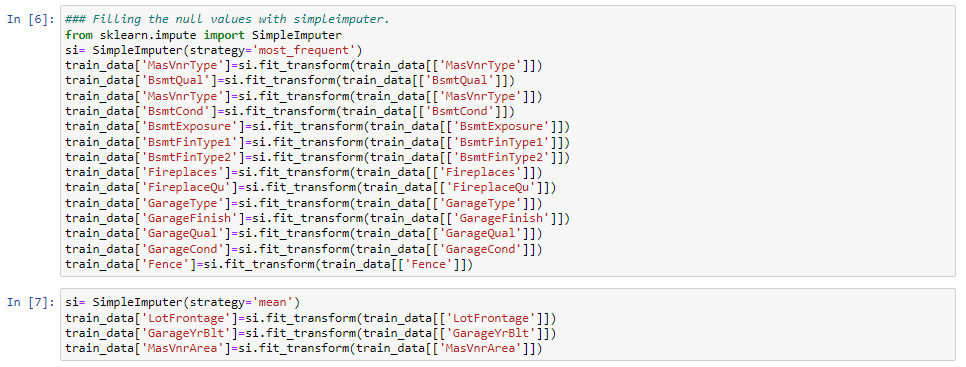 In [6]: ### Filling the null values with simpleimputer.
from sklearn.impute import SimpleImputer
si= SimpleImputer(strategy='most_frequent')
train_data['MasVnrType']=si.fit_transform(train_data[['MasVnrType']])
train_data['BsmtQual']=si.fit_transform(train_data[['BsmtQual']])
train_data['MasVnrType']=si.fit_transform(train_data[['MasVnrType']])
train_data['BsmtCond']=si.fit_transform(train_data[['BsmtCond']])
train_data['BsmtExposure']=si.fit_transform(train_data[['BsmtExposure']])
train_data['BsmtFinType1']=si.fit_transform(train_data[['BsmtFinType1']])
train_data['BsmtFinType2']=si.fit_transform(train_data[['BsmtFinType2']])
train_data['Fireplaces']=si.fit_transform(train_data[['Fireplaces']])
train_data['FireplaceQu']=si.fit_transform(train_data[['FireplaceQu']])
train_data['GarageType']=si.fit_transform(train_data[['GarageType']])
train_data['GarageFinish']=si.fit_transform(train_data[['GarageFinish']])
train_data['GarageQual']=si.fit_transform(train_data[['GarageQual']])
train_data['GarageCond']=si.fit_transform(train_data[['GarageCond']])
train_data['Fence']=si.fit_transform(train_data[['Fence']])
In [7]: si= SimpleImputer(strategy='mean')
train_data['LotFrontage']=si.fit_transform(train_data[['LotFrontage']])
train_data['GarageYrBlt']=si.fit_transform(train_data[['GarageYrBlt']])
train_data['MasVnrArea']=si.fit_transform(train_data[['MasVnrArea']])